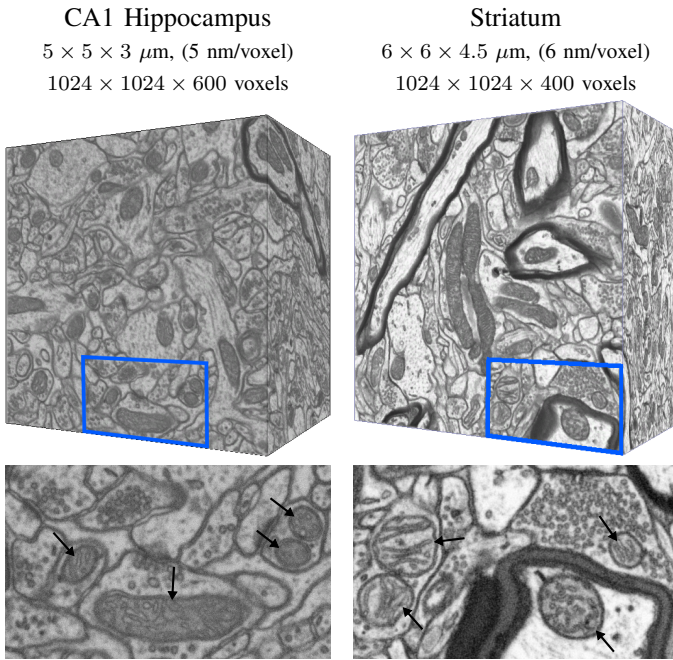 CA1 Hippocampus
5 × 5 × 3 μm, (5 nm/voxel)
1024 × 1024 × 600 voxels
Striatum
6 × 6 × 4.5 μm, (6 nm/voxel)
1024 × 1024 × 400 voxels